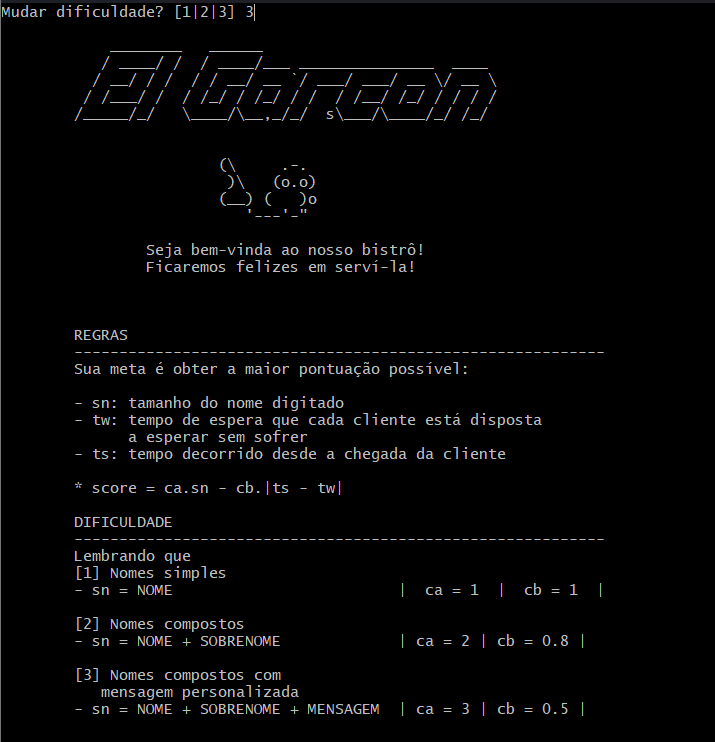 Mudar dificuldade? [1|2|3] 3
El Garcon
Seja bem-vinda ao nosso bistrô!
Ficaremos felizes em serví-la!
REGRAS
-----------------------------------------------------------
Sua meta é obter a maior pontuação possível:
- sn: tamanho do nome digitado
- tw: tempo de espera que cada cliente está disposta
a esperar sem sofrer
- ts: tempo decorrido desde a chegada da cliente
* score = ca.sn - cb.|ts - tw|
DIFICULDADE
-----------------------------------------------------------
Lembrando que
[1] Nomes simples
- sn = NOME | ca = 1 | cb = 1 |
[2] Nomes compostos
- sn = NOME + SOBRENOME | ca = 2 | cb = 0.8 |
[3] Nomes compostos com
mensagem personalizada
- sn = NOME + SOBRENOME + MENSAGEM | ca = 3 | cb = 0.5 |